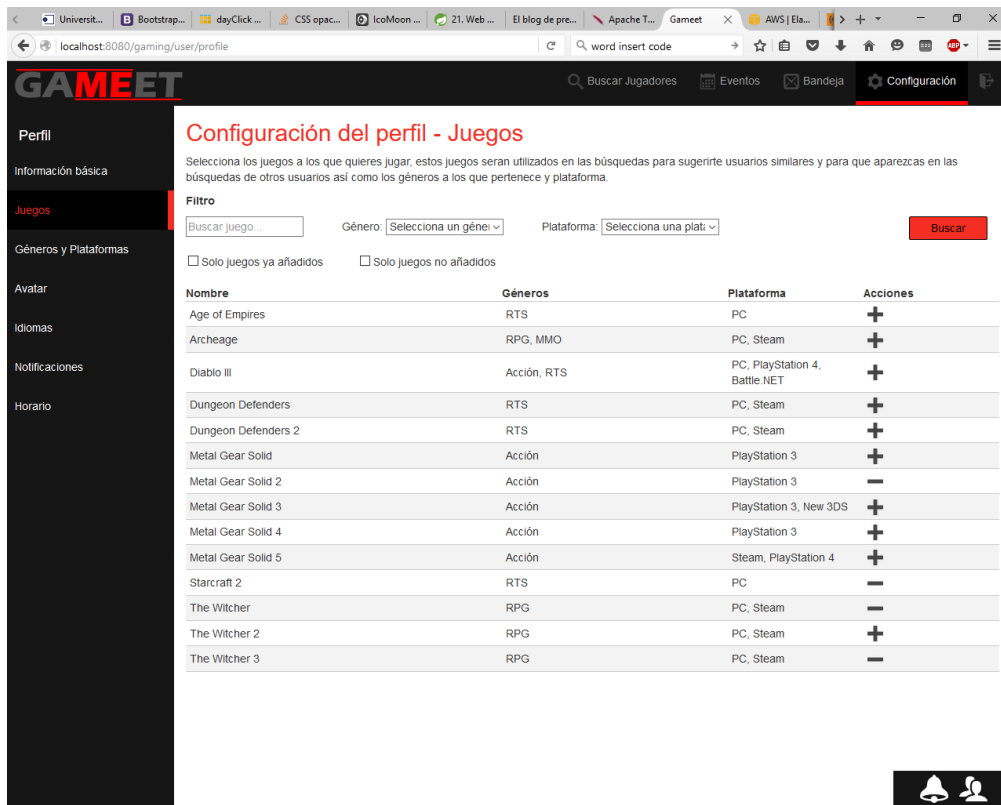 Universit...
Bootstrap...
dayClick ...
CSS opac...
IcoMoon ...
21. Web ...
El blog de pre...
Apache T...
Gameet
AWS | Ela...
localhost:8080/gaming/user/profile
word insert code
ABP
GAMEET
Buscar Jugadores
Eventos
Bandeja
Configuración
Perfil
Información básica
Juegos
Géneros y Plataformas
Avatar
Idiomas
Notificaciones
Horario
Configuración del perfil - Juegos
Selecciona los juegos a los que quieres jugar, estos juegos seran utilizados en las búsquedas para sugerirte usuarios similares y para que aparezcas en las
búsquedas de otros usuarios así como los géneros a los que pertenece y plataforma.
Filtro
Buscar juego... Género: Selecciona un géne Plataforma: Selecciona una plat Buscar
Solo juegos ya añadidos Solo juegos no añadidos
Nombre Géneros Plataforma Acciones
Age of Empires RTS PC
Archeage RPG, MMO PC, Steam
Diablo III Acción, RTS PC, PlayStation 4,
Battle.NET
Dungeon Defenders RTS PC, Steam
Dungeon Defenders 2 RTS PC, Steam
Metal Gear Solid Acción PlayStation 3
Metal Gear Solid 2 Acción PlayStation 3
Metal Gear Solid 3 Acción PlayStation 3, New 3DS
Metal Gear Solid 4 Acción PlayStation 3
Metal Gear Solid 5 Acción Steam, PlayStation 4
Starcraft 2 RTS PC
The Witcher RPG PC, Steam
The Witcher 2 RPG PC, Steam
The Witcher 3 RPG PC, Steam